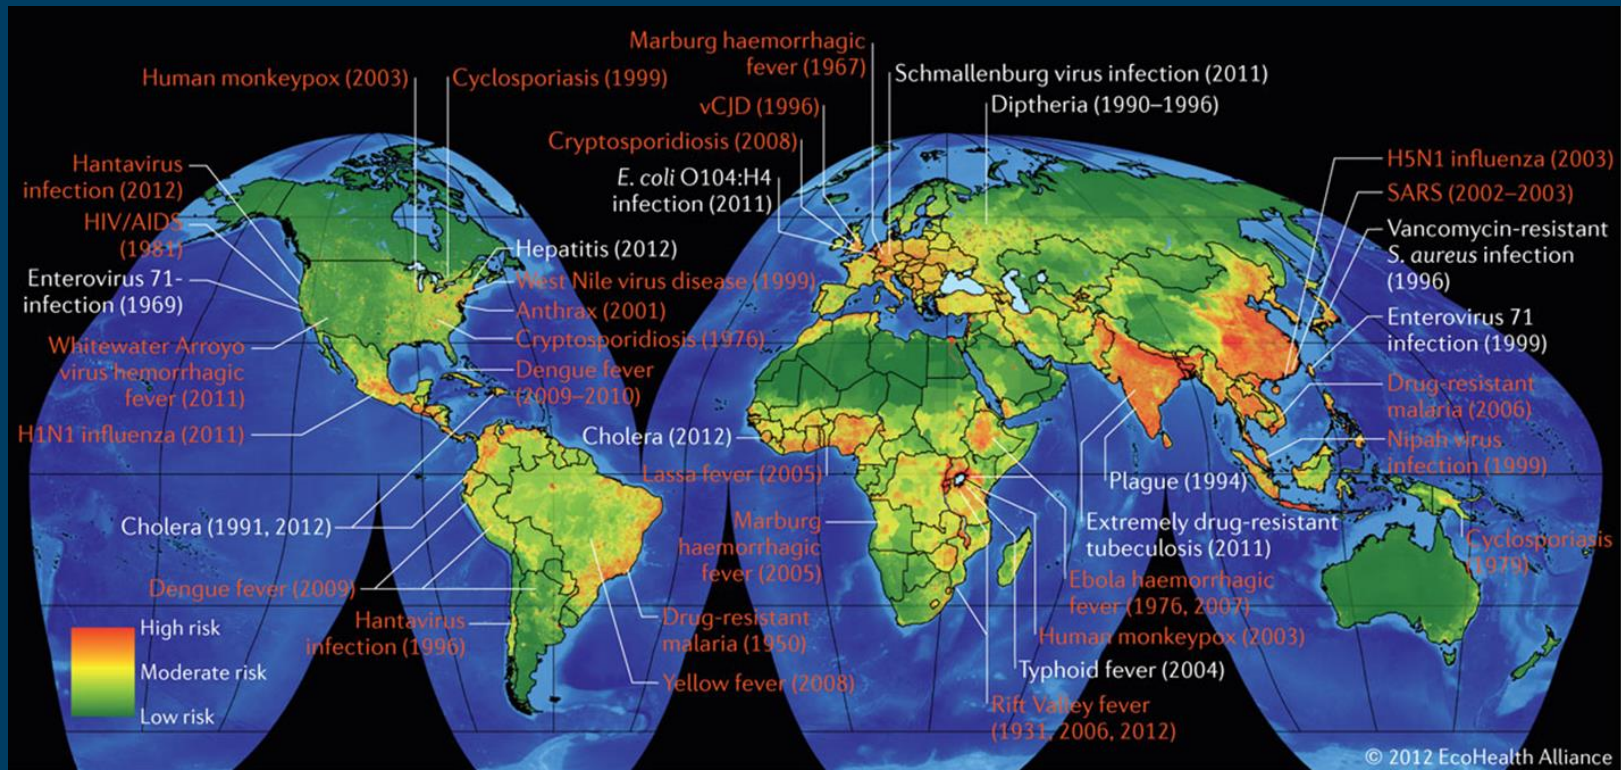 Marburg haemorrhagic
fever (1967)
Human monkeypox (2003)
Cyclosporiasis (1999)
Schmallenburg virus infection (2011)
vCJD (1996)
Diptheria (1990–1996)
Cryptosporidiosis (2008)
Hantavirus
infection (2012)
E. coli O104:H4
infection (2011)
H5N1 influenza (2003)
SARS (2002–2003)
HIV/AIDS
(1981)
Vancomycin-resistant
S. aureus infection
(1996)
Hepatitis (2012)
Enterovirus 71-
infection (1969)
West Nile virus disease (1999)
Anthrax (2001)
Enterovirus 71
infection (1999)
Cryptosporidiosis (1976)
Whitewater Arroyo
virus hemorrhagic
fever (2011)
Dengue fever
(2009–2010)
Drug-resistant
malaria (2006)
H1N1 influenza (2011)
Cholera (2012)
Nipah virus
infection (1999)
Lassa fever (2005)
Plague (1994)
Cholera (1991, 2012)
Marburg
haemorrhagic
fever (2005)
Extremely drug-resistant
tubeculosis (2011)
Cyclosporiasis
(1979)
Dengue fever (2009)
Ebola haemorrhagic
fever (1976, 2007)
Hantavirus
infection (1996)
Drug-resistant
malaria (1950)
Human monkeypox (2003)
High risk
Moderate risk
Low risk
Typhoid fever (2004)
Yellow fever (2008)
Rift Valley fever
(1931, 2006, 2012)
© 2012 EcoHealth Alliance